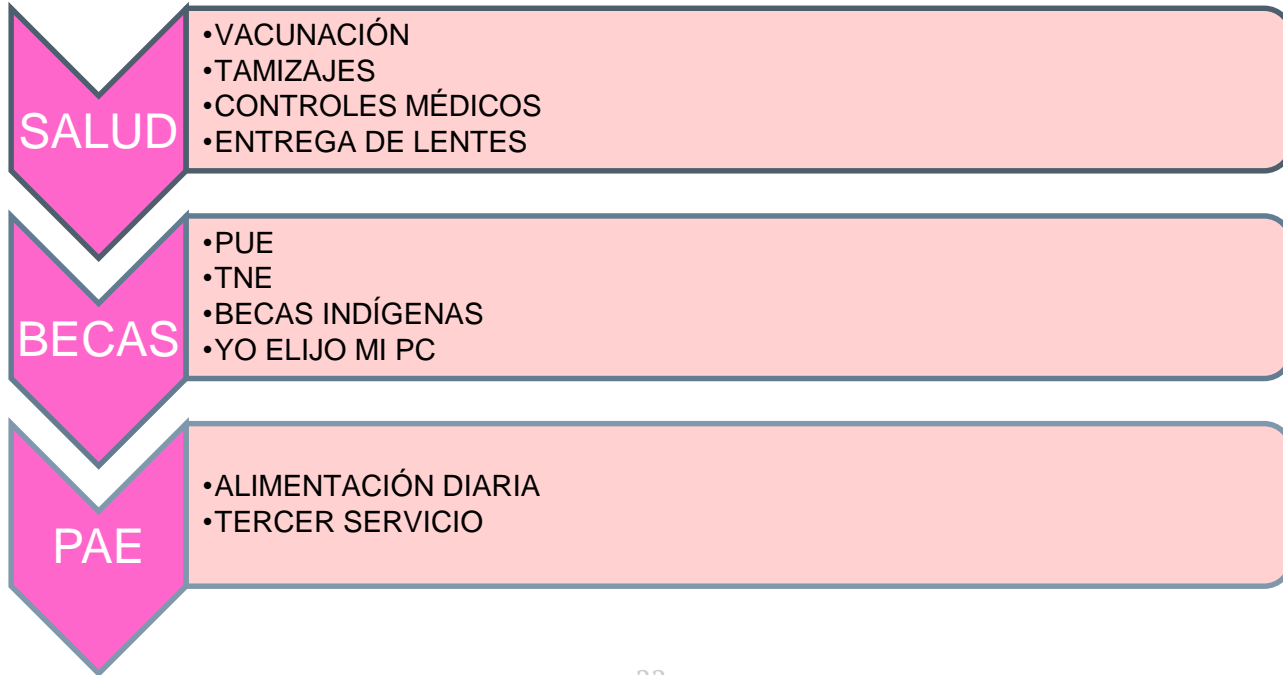 SALUD
•VACUNACIÓN
•TAMIZAJES
•CONTROLES MÉDICOS
•ENTREGA DE LENTES
BECAS
•PUE
•TNE
•BECAS INDÍGENAS
•YO ELIJO MI PC
PAE
•ALIMENTACIÓN DIARIA
•TERCER SERVICIO